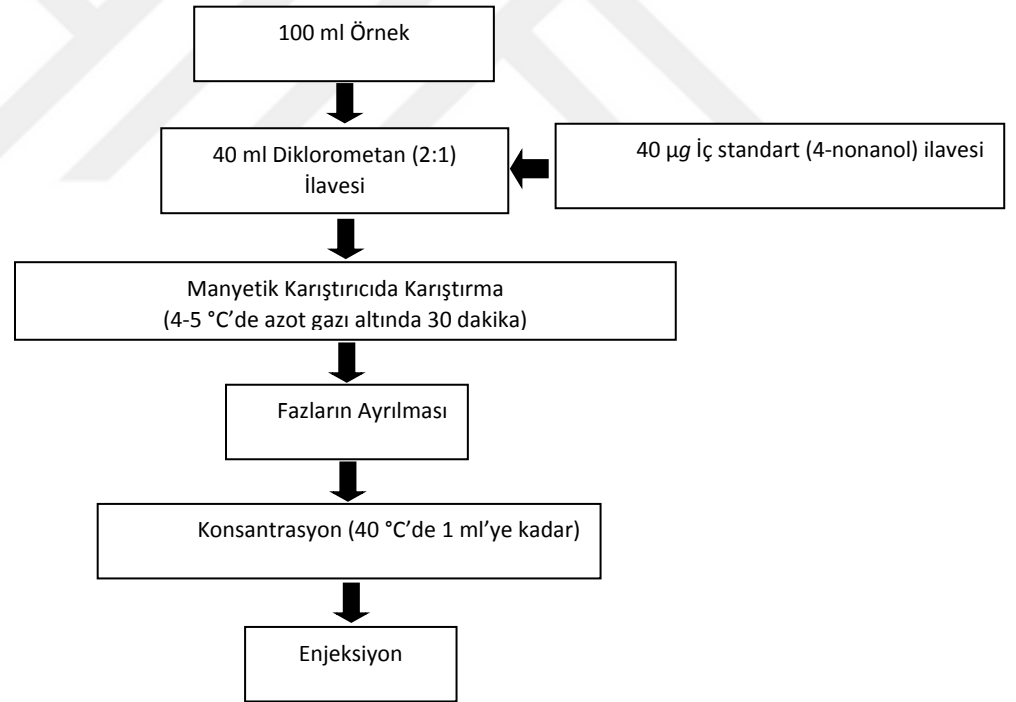 100 ml Örnek
40 ml Diklorometan (2:1)
İlavesi
40 µg İç standart (4-nonanol) ilavesi
Manyetik Karıştırıcıda Karıştırma
(4-5 °C’de azot gazı altında 30 dakika)
Fazların Ayrılması
Konsantrasyon (40 °C’de 1 ml’ye kadar)
Enjeksiyon